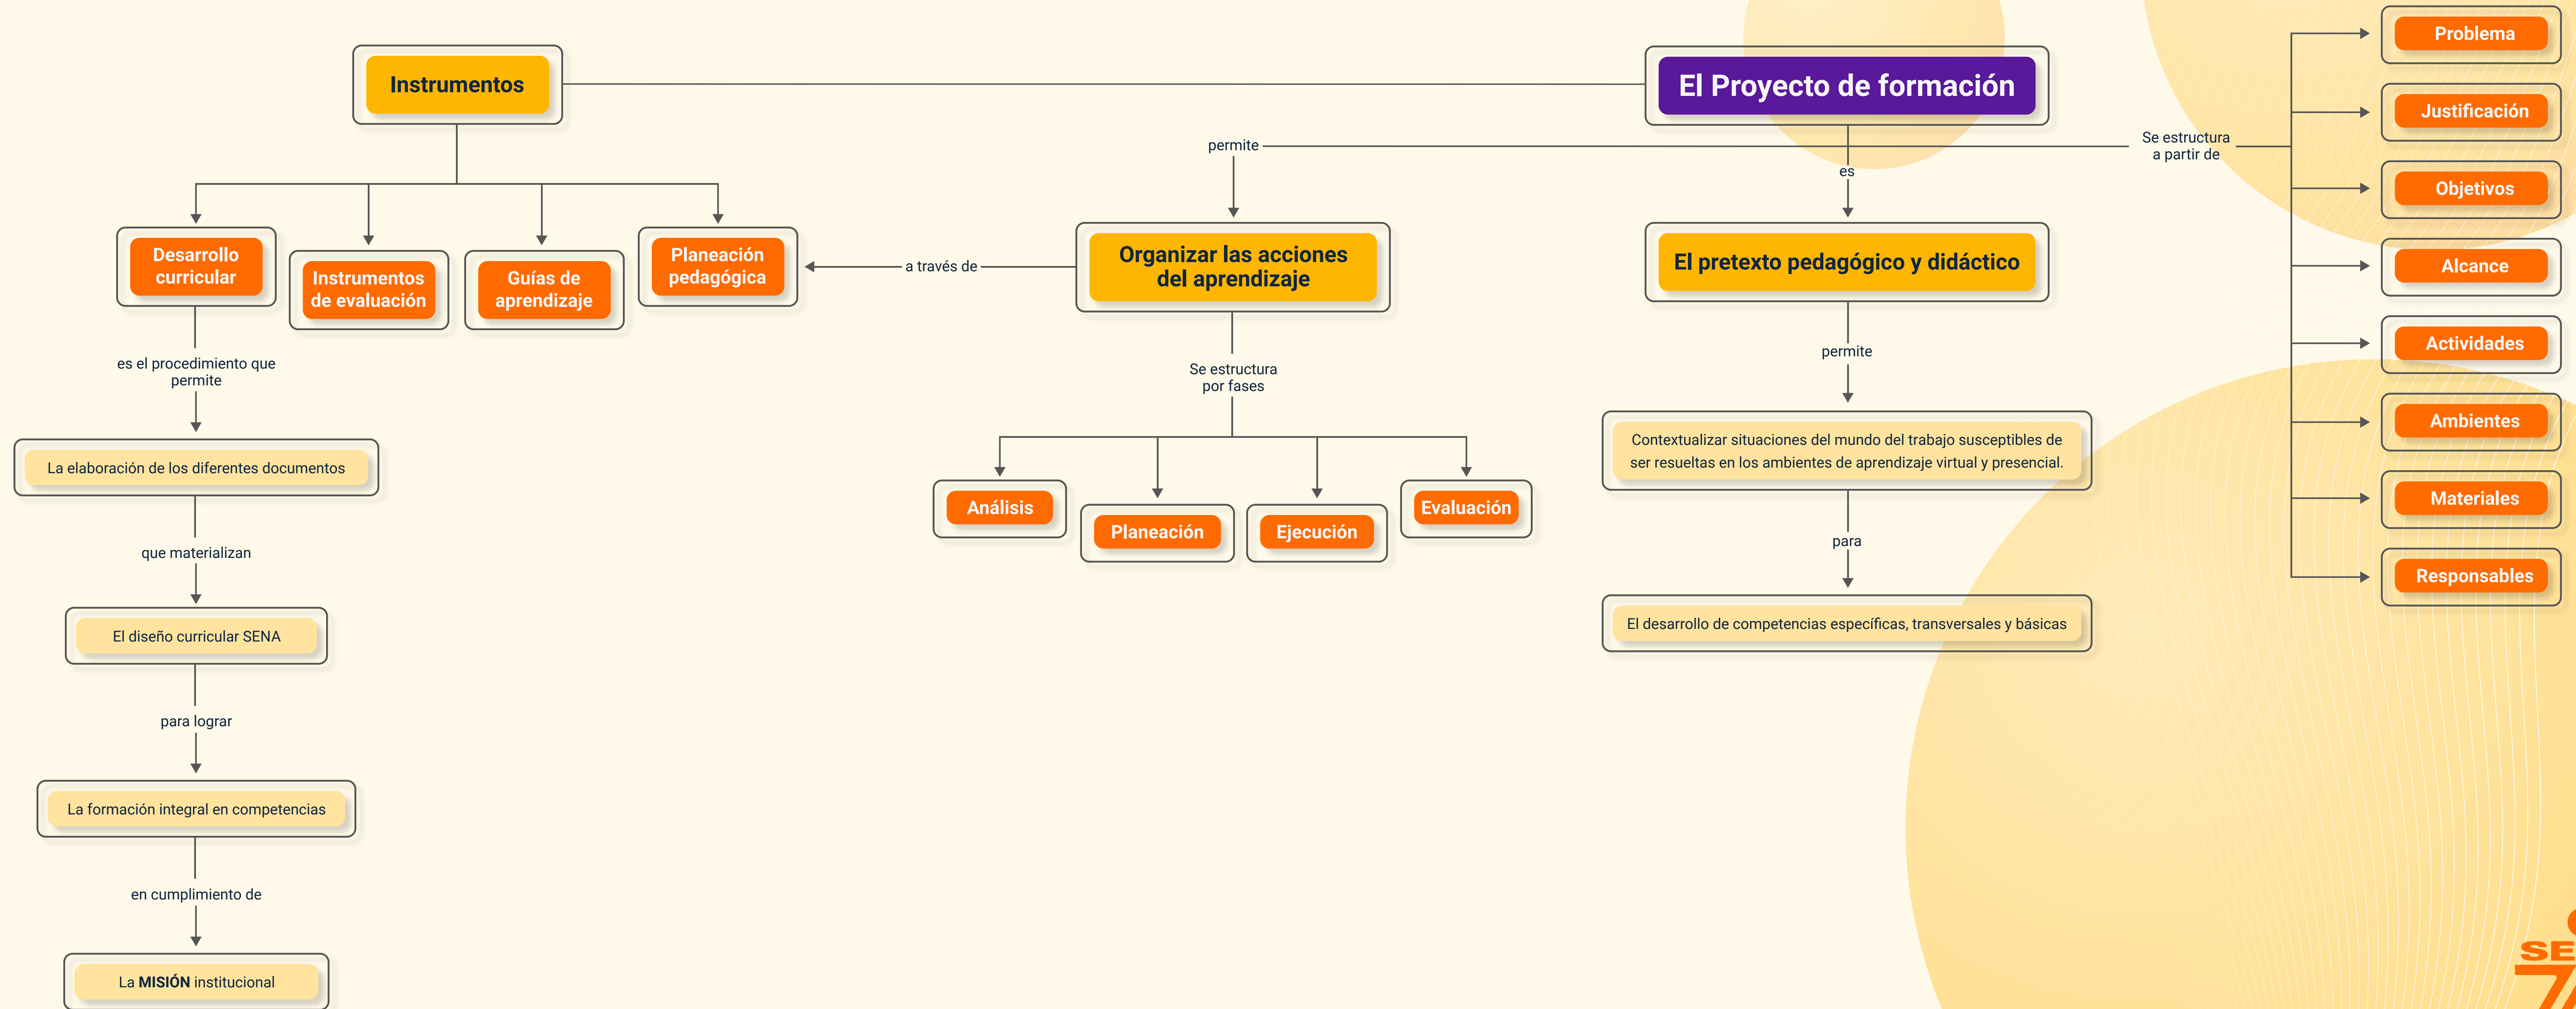 Instrumentos
El Proyecto de formación
Problema
Justificación
Objetivos
Alcance
Actividades
Ambientes
Materiales
Responsables
Se estructura
a partir de
permite
es
Desarrollo
curricular
Instrumentos
de evaluación
Guías de
aprendizaje
Planeación
pedagógica
a través de
Organizar las acciones
del aprendizaje
El pretexto pedagógico y didáctico
es el procedimiento que
permite
Se estructura
por fases
permite
La elaboración de los diferentes documentos
Análisis
Planeación
Ejecución
Evaluación
Contextualizar situaciones del mundo del trabajo susceptibles de
ser resueltas en los ambientes de aprendizaje virtual y presencial.
que materializan
para
El diseño curricular SENA
El desarrollo de competencias específicas, transversales y básicas
para lograr
La formación integral en competencias
en cumplimiento de
La MISIÓN institucional
SE